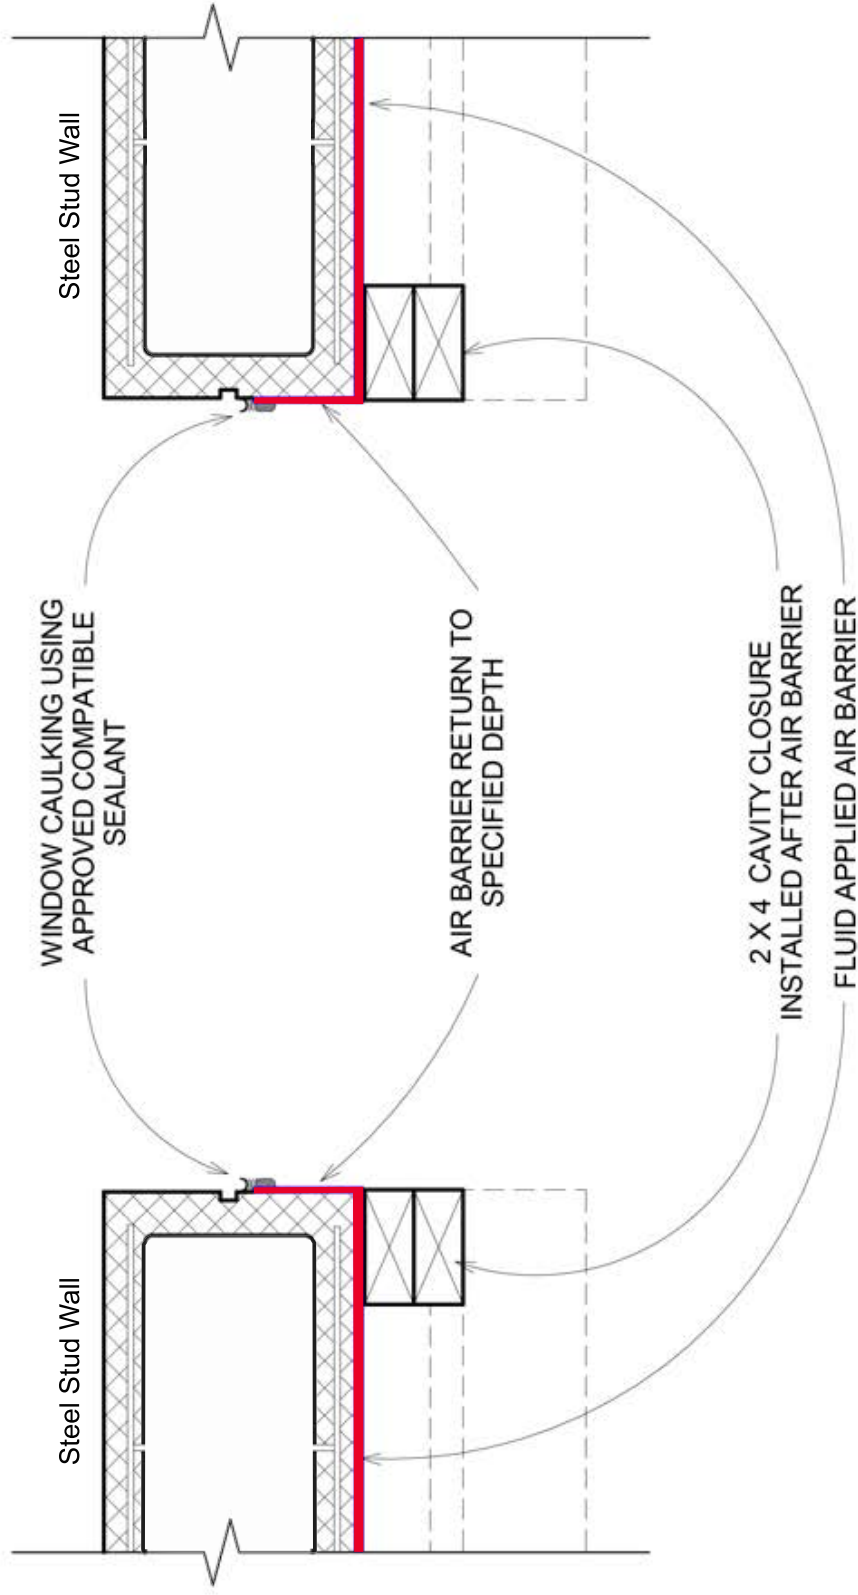 Steel Stud Wall
Steel Stud Wall
WINDOW CAULKING USING
APPROVED COMPATIBLE
SEALANT
AIR BARRIER RETURN TO
SPECIFIED DEPTH
2 X 4 CAVITY CLOSURE
INSTALLED AFTER AIR BARRIER
FLUID APPLIED AIR BARRIER